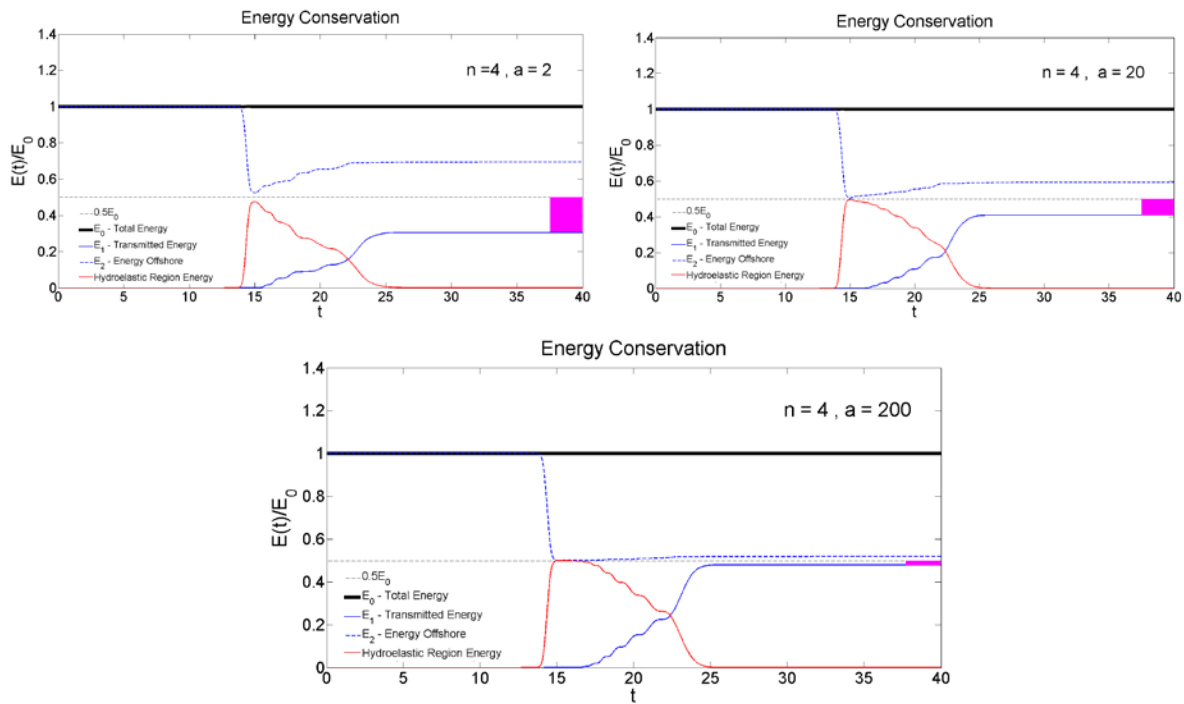 Energy Conservation
n =4 , a = 2
E(t)/E₀
1.4
1.2
1
0.8
0.6
0.4
0.2
0
0.5E₀
E₀ - Total Energy
E₁ - Transmitted Energy
E₂ - Energy Offshore
Hydroelastic Region Energy
0 5 10 15 20 25 30 35 40
t
Energy Conservation
n = 4 , a = 20
E(t)/E₀
1.4
1.2
1
0.8
0.6
0.4
0.2
0
0.5E₀
E₀ - Total Energy
E₁ - Transmitted Energy
E₂ - Energy Offshore
Hydroelastic Region Energy
0 5 10 15 20 25 30 35 40
t
Energy Conservation
n = 4 , a = 200
E(t)/E₀
1.4
1.2
1
0.8
0.6
0.4
0.2
0
0.5E₀
E₀ - Total Energy
E₁ - Transmitted Energy
E₂ - Energy Offshore
Hydroelastic Region Energy
0 5 10 15 20 25 30 35 40
t